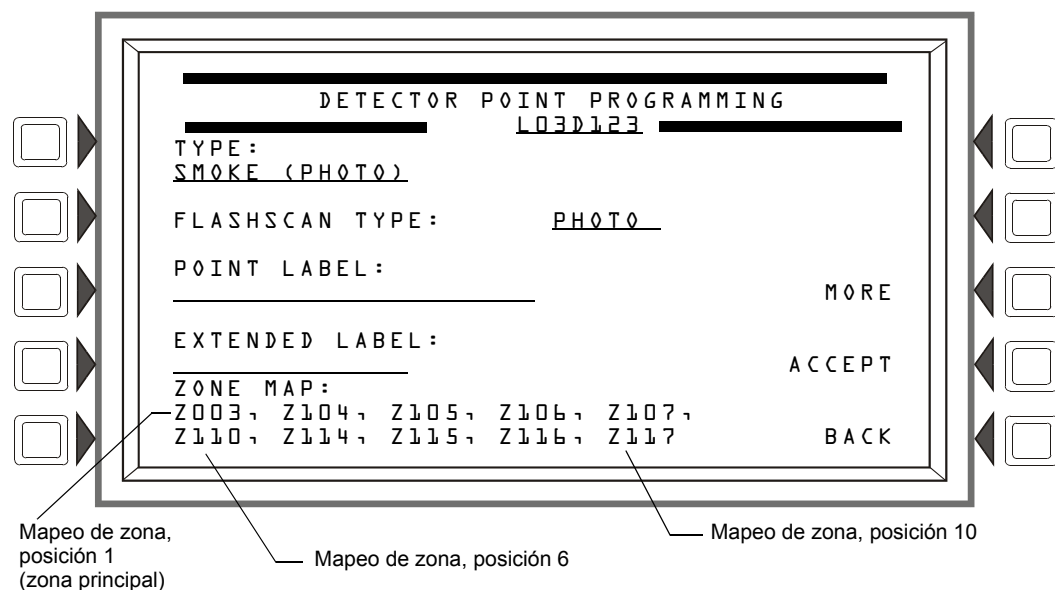 DETECTOR POINT PROGRAMMING
L03D123
TYPE:
SMOKE (PHOTO)
FLASHSCAN TYPE: PHOTO
POINT LABEL:
MORE
EXTENDED LABEL:
ACCEPT
ZONE MAP:
Z003, Z104, Z105, Z106, Z107,
Z110, Z114, Z115, Z116, Z117 BACK
Mapeo de zona,
posición 1
(zona principal)
Mapeo de zona, posición 6
Mapeo de zona, posición 10